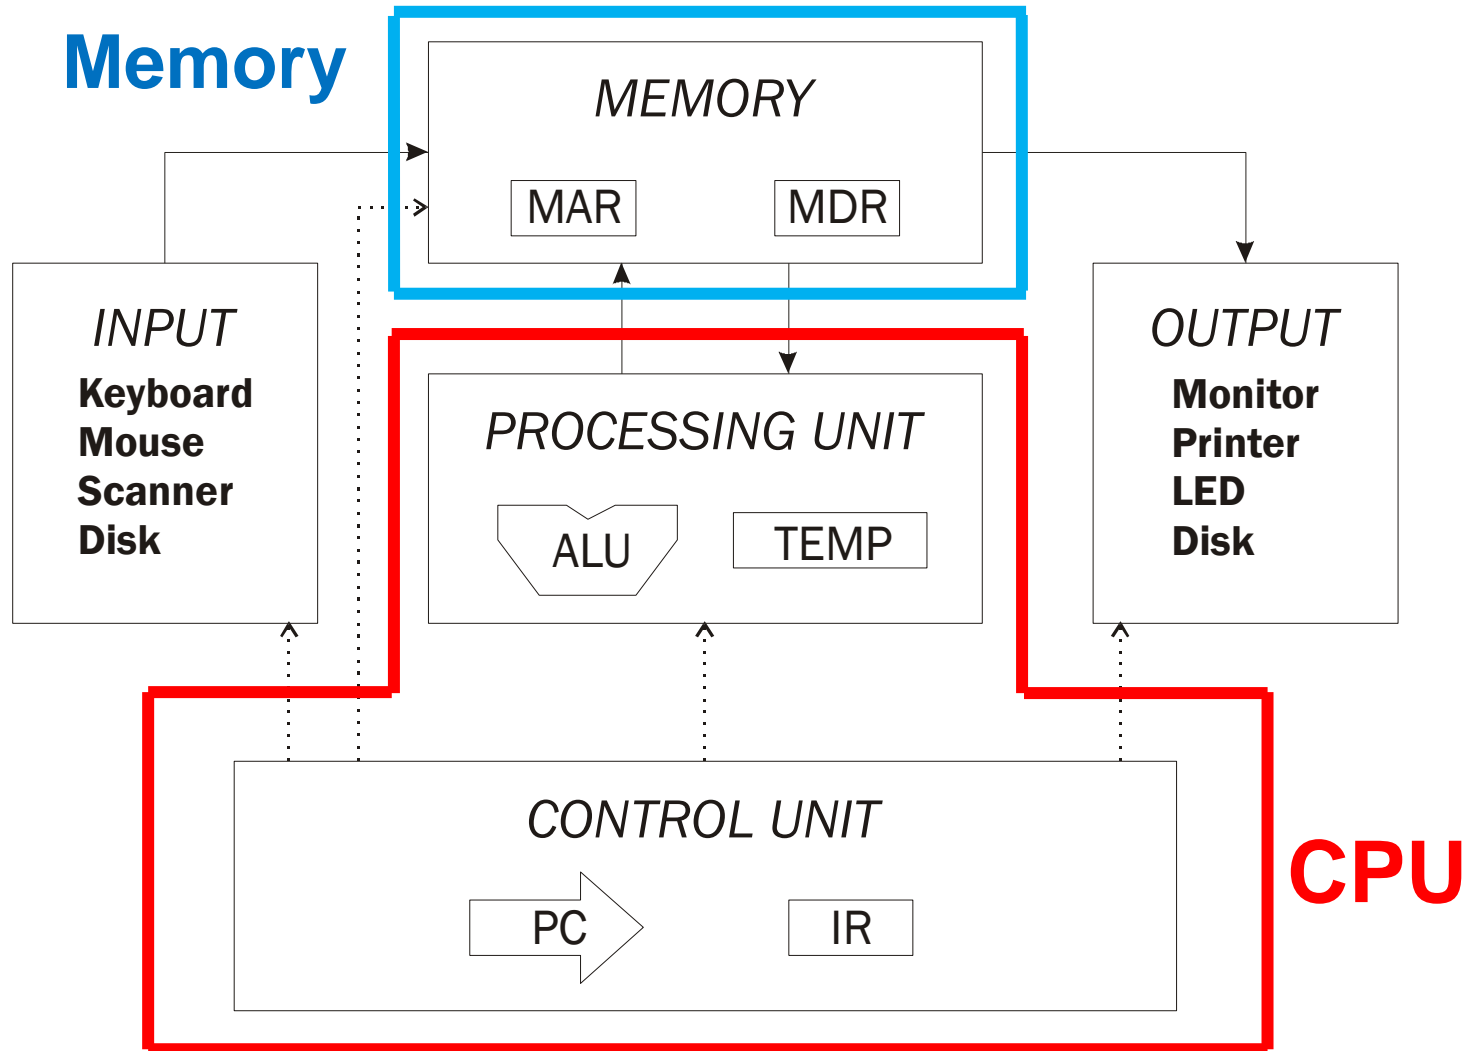 Memory
MEMORY
MAR
MDR
INPUT
Keyboard
Mouse
Scanner
Disk
PROCESSING UNIT
ALU
TEMP
OUTPUT
Monitor
Printer
LED
Disk
CONTROL UNIT
PC
IR
CPU